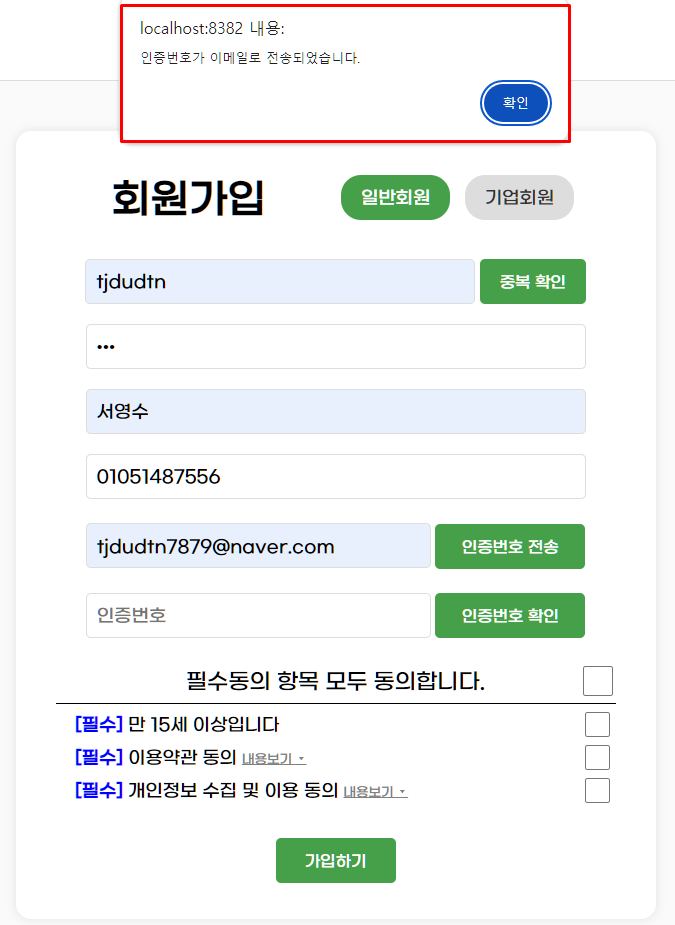 localhost:8382 내용:
인증번호가 이메일로 전송되었습니다.
확인
회원가입 일반회원 기업회원
tjdudtn 중복 확인
•••
서영수
01051487556
tjdudtn7879@naver.com 인증번호 전송
인증번호 인증번호 확인
필수동의 항목 모두 동의합니다.
[필수] 만 15세 이상입니다
[필수] 이용약관 동의 내용보기
[필수] 개인정보 수집 및 이용 동의 내용보기
가입하기